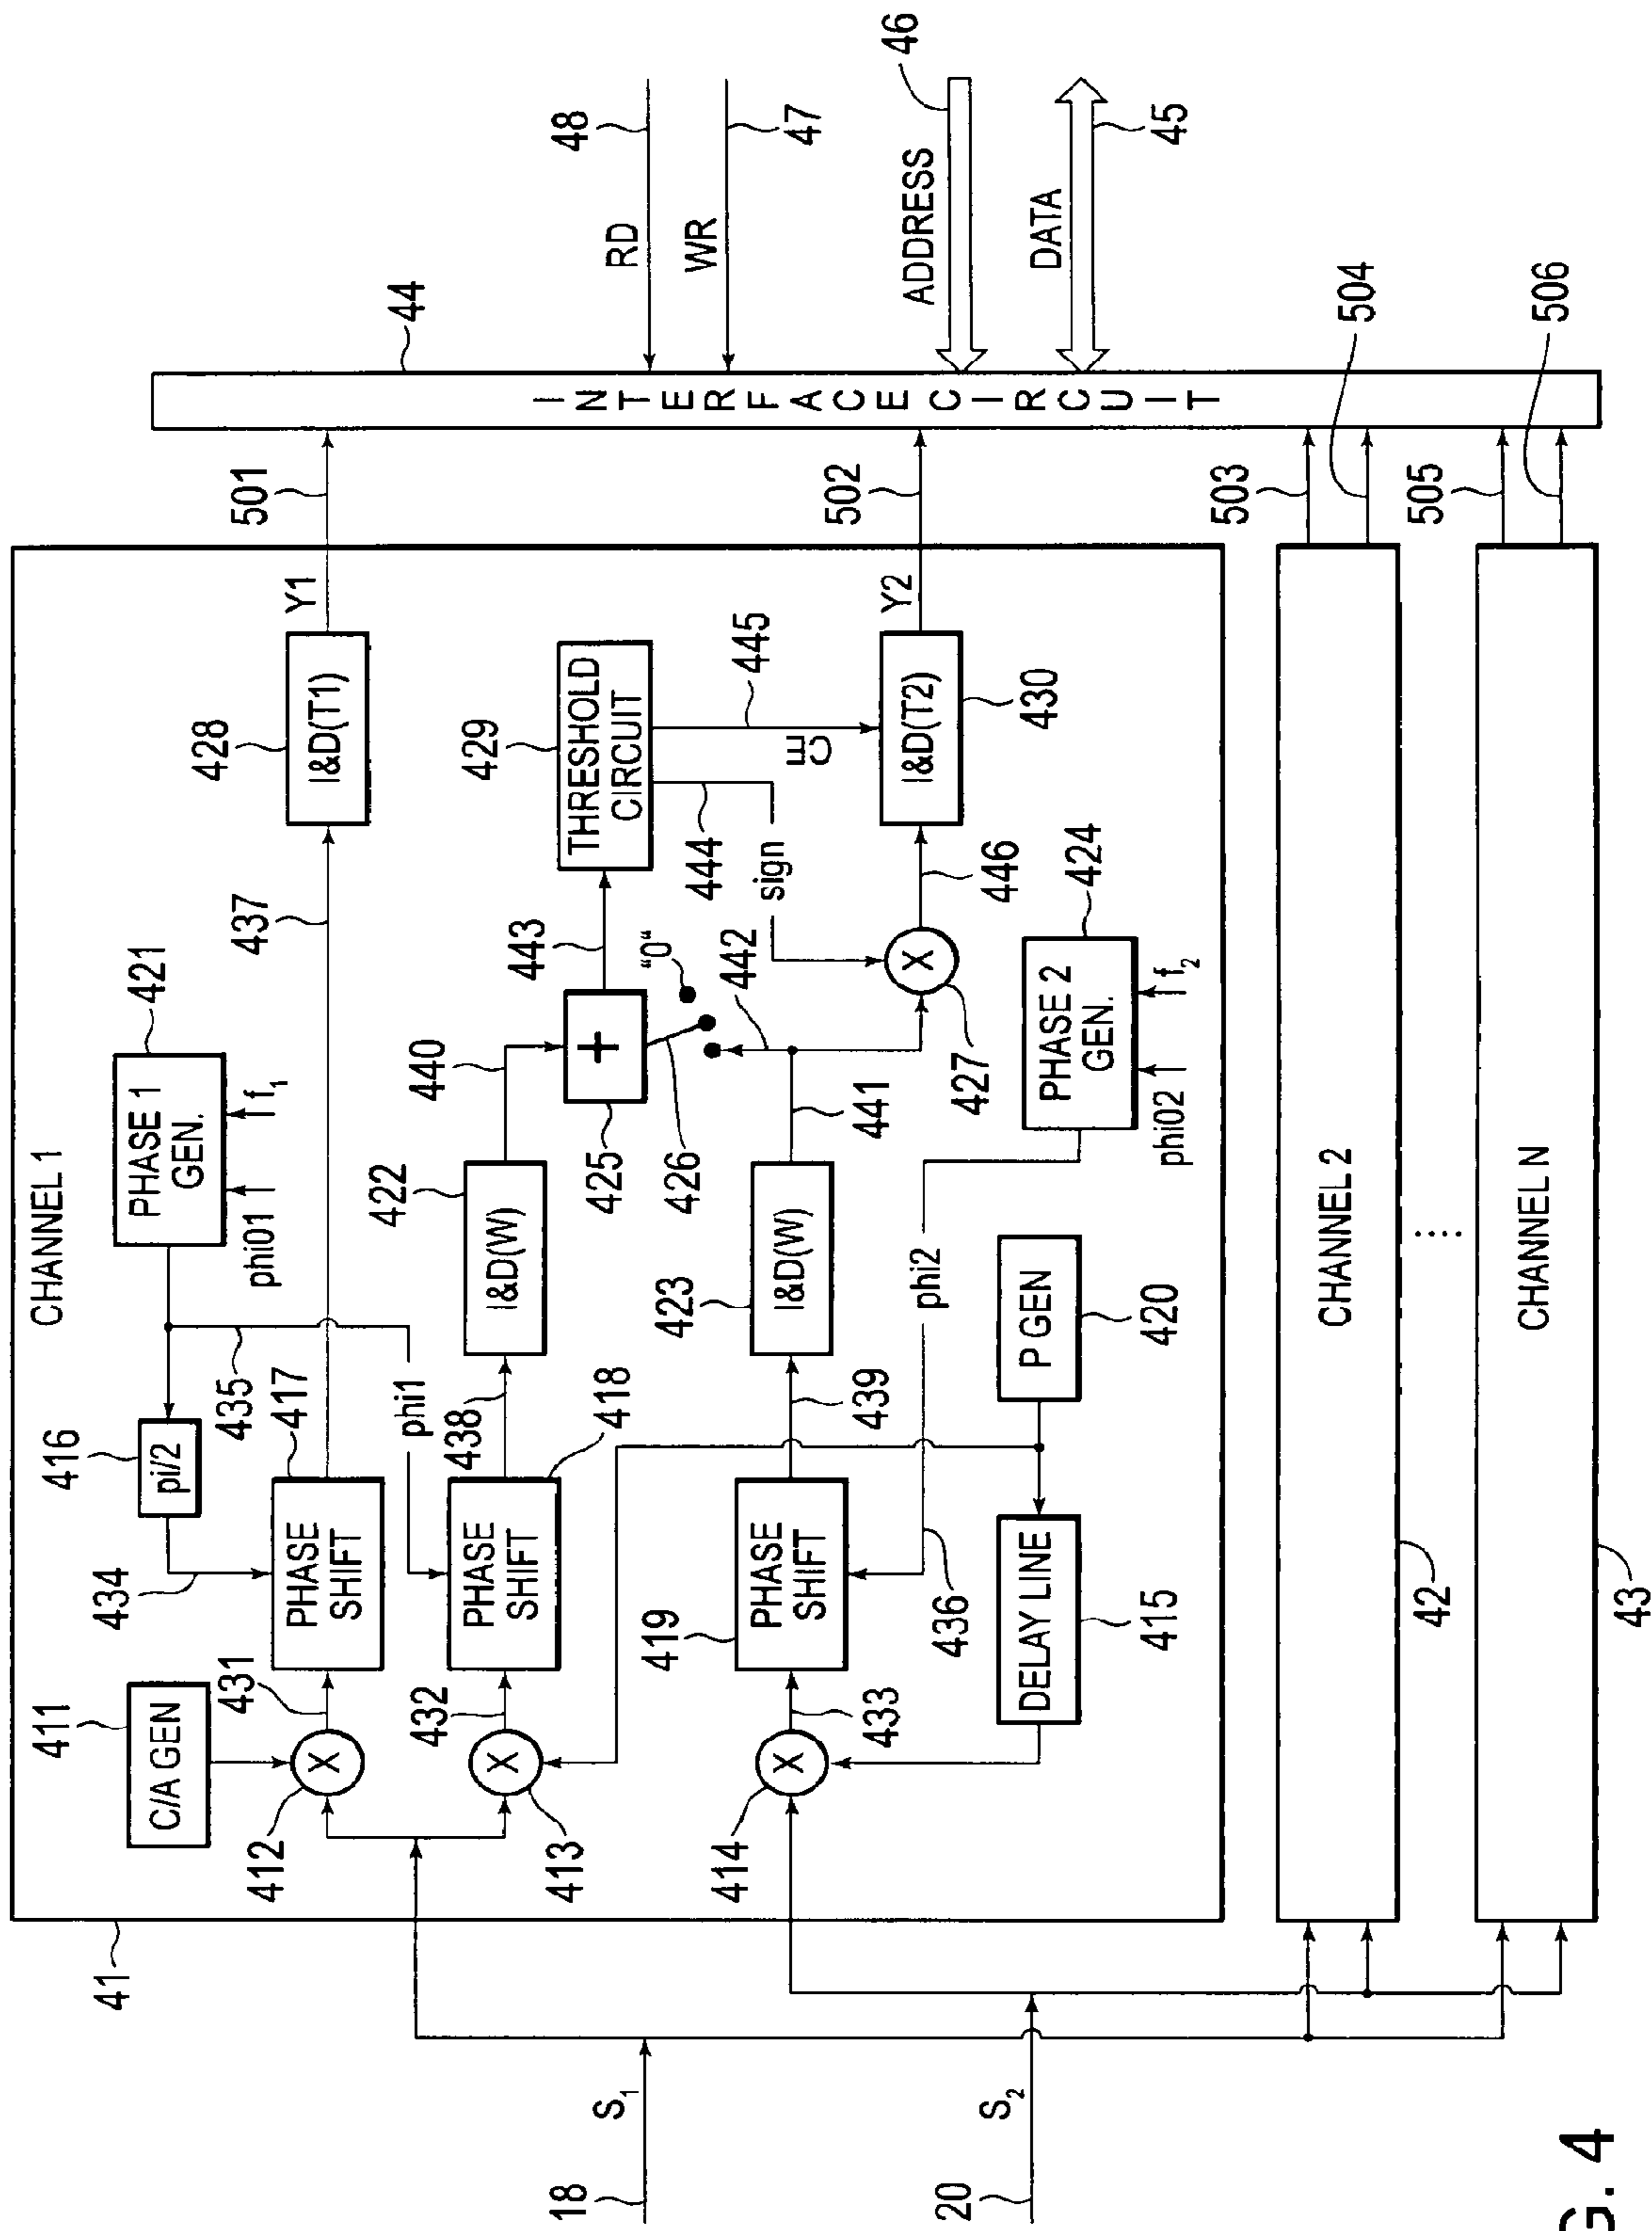 CHANNEL 1
41
411
C/A GEN
412
431
434
416
pi/2
PHASE
SHIFT
417
435
phi01
PHASE 1
GEN.
421
f1
437
428
I&D(T1)
Y1
501
44
413
432
PHASE
SHIFT
418
phi1
438
422
I&D(W)
440
425
+
426
443
"0"
442
429
THRESHOLD
CIRCUIT
444
sign
445
cm
RD
48
WR
47
414
433
419
PHASE
SHIFT
439
423
I&D(W)
441
427
446
I&D(T2)
430
Y2
502
ADDRESS
46
DATA
45
INTERFACE CIRCUIT
DELAY LINE
415
436
phi2
P GEN
420
phi02
PHASE 2
GEN.
424
f2
18
S1
20
S2
CHANNEL 2
42
503
504
....
CHANNEL N
43
505
506
X
X
X
X
G. 4